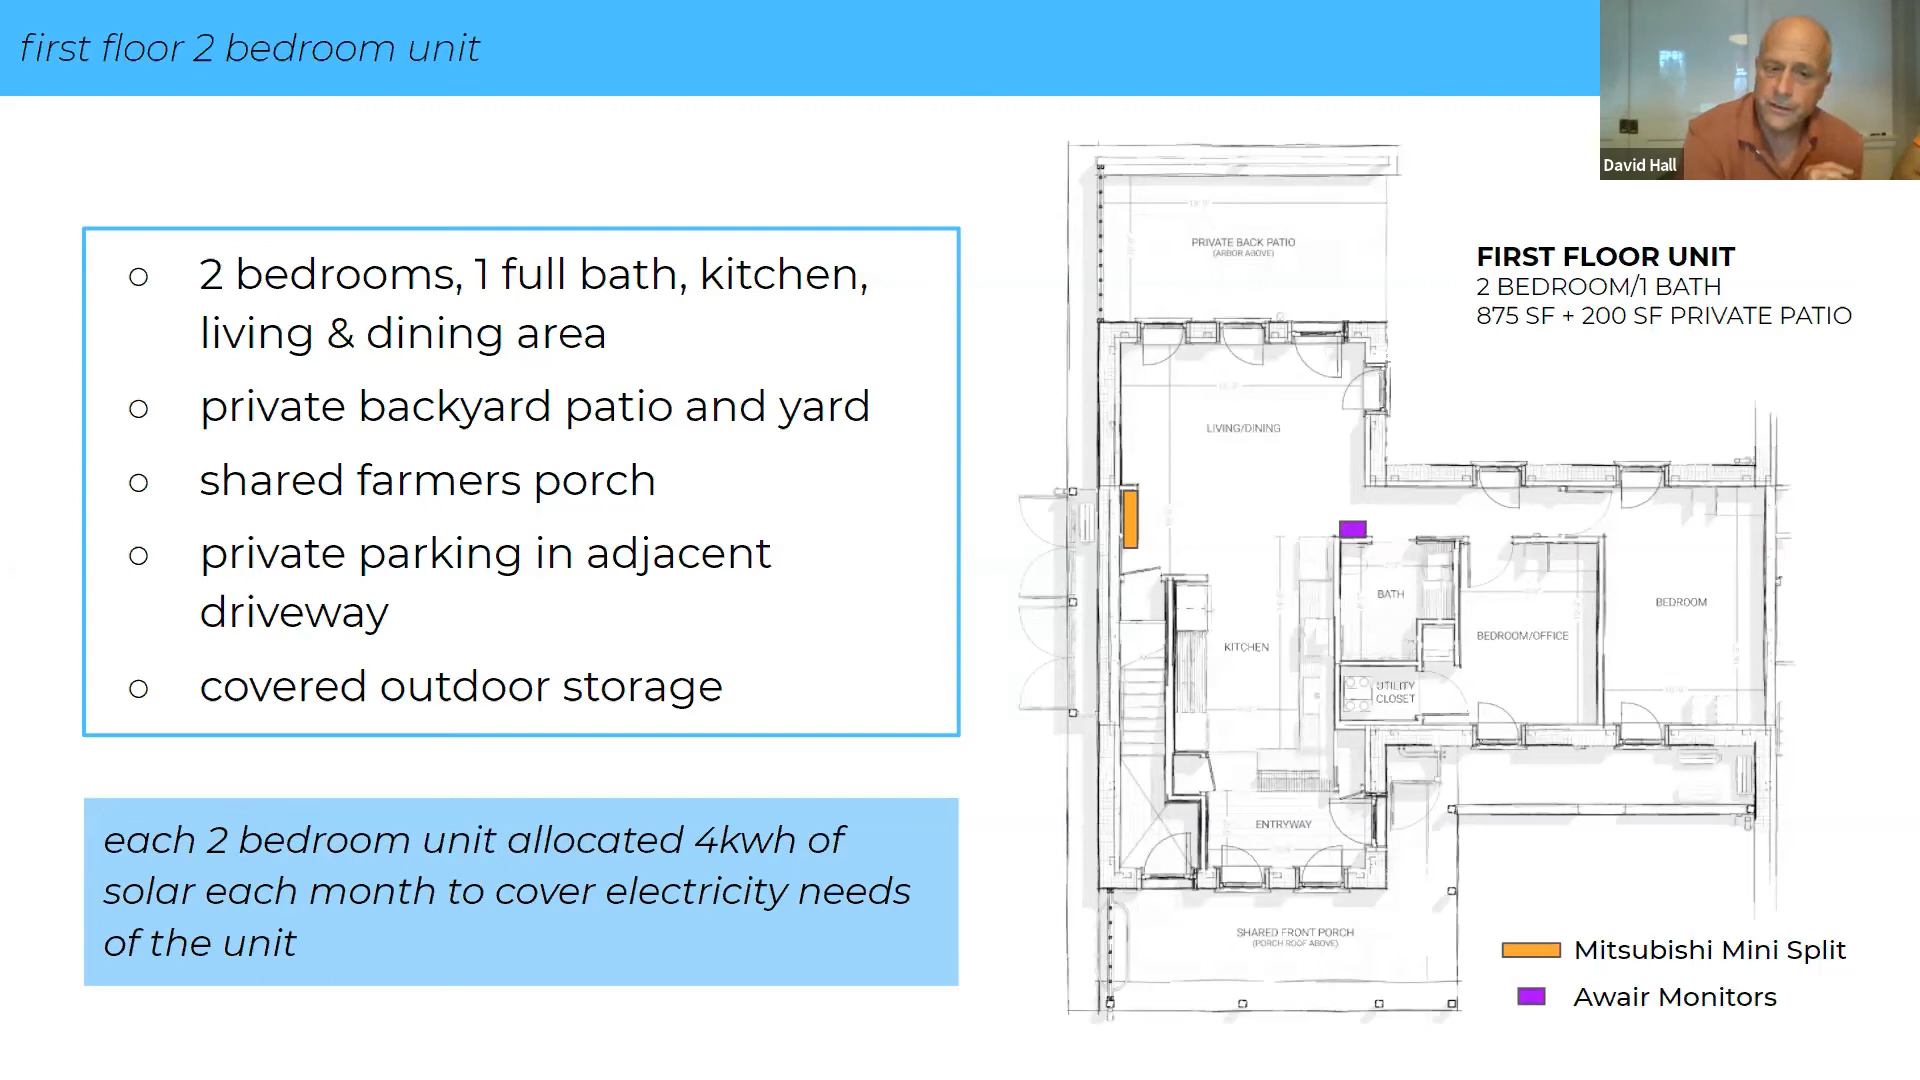 first floor 2 bedroom unit
David Hall
○ 2 bedrooms, 1 full bath, kitchen,
living & dining area
○ private backyard patio and yard
○ shared farmers porch
○ private parking in adjacent
driveway
○ covered outdoor storage
each 2 bedroom unit allocated 4kwh of
solar each month to cover electricity needs
of the unit
FIRST FLOOR UNIT
2 BEDROOM/1 BATH
875 SF + 200 SF PRIVATE PATIO
PRIVATE BACK PATIO
(ARBOR ABOVE)
LIVING/DINING
BATH
BEDROOM
BEDROOM/OFFICE
KITCHEN
UTILITY
CLOSET
ENTRYWAY
SHARED FRONT PORCH
(PORCH ROOF ABOVE)
Mitsubishi Mini Split
Awair Monitors